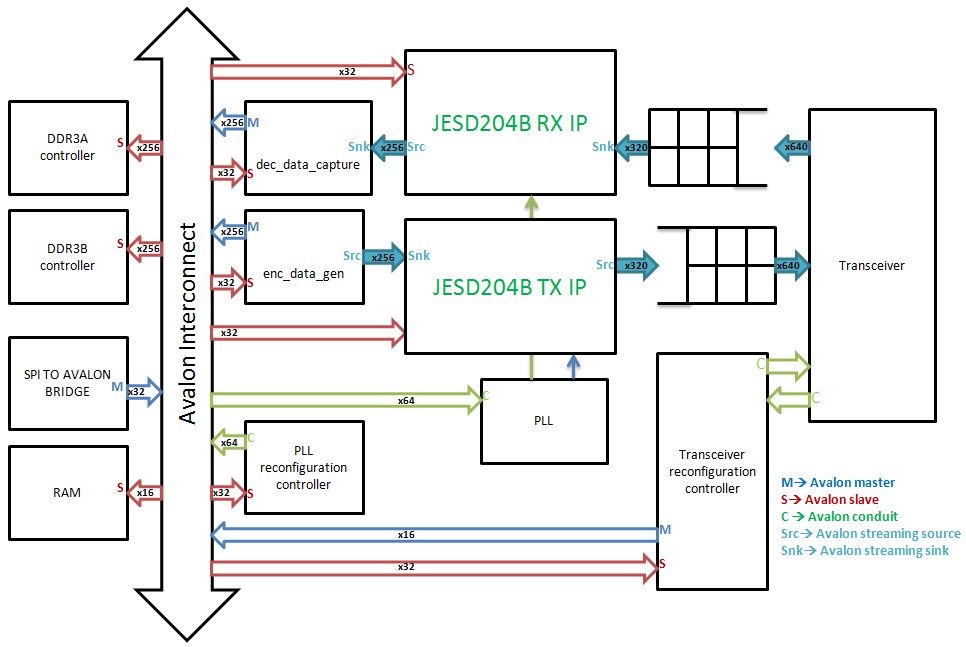 x32
S
DDR3A
controller
S
x256
x256
M
dec_data_capture
x32
S
Snk
x256
Src
JESD204B RX IP
Snk
x320
x640
DDR3B
controller
S
x256
x256
M
enc_data_gen
x32
S
Src
x256
Snk
JESD204B TX IP
Src
x320
x640
Transceiver
x32
Avalon Interconnect
SPI TO AVALON
BRIDGE
M
x32
x64
C
PLL
C
C
x64
C
PLL
reconfiguration
controller
x32
S
RAM
S
x16
Transceiver
reconfiguration
controller
x16
M
x32
S
M→ Avalon master
S→ Avalon slave
C → Avalon conduit
Src→ Avalon streaming source
Snk→ Avalon streaming sink